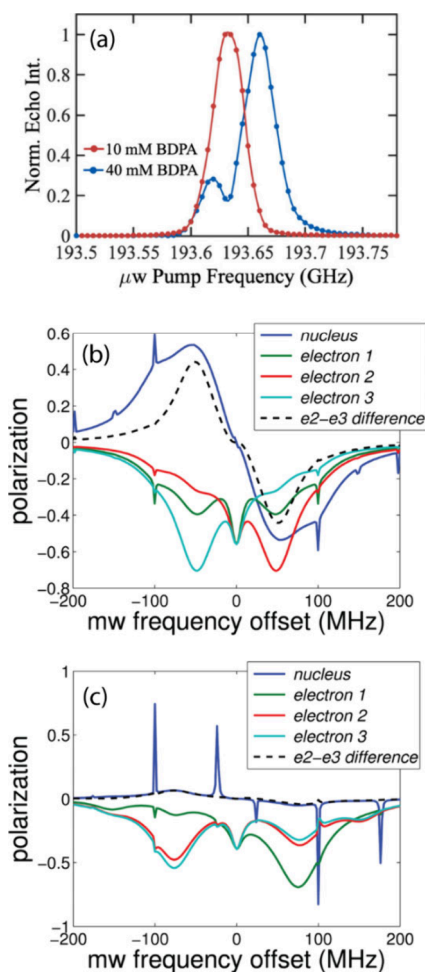 (a)
Norm. Echo Int.
1
0.8
0.6
0.4
0.2
0
10 mM BDPA
40 mM BDPA
193.5 193.6 193.65 193.7 193.75
μw Pump Frequency (GHz)
(b)
polarization
0.6
0.4
0.2
0
-0.2
-0.4
-0.6
-0.8
nucleus
electron 1
electron 2
electron 3
e2-e3 difference
-200 -100 0 100 200
mw frequency offset (MHz)
(c)
polarization
1
0.5
0
-0.5
-1
nucleus
electron 1
electron 2
electron 3
e2-e3 difference
-200 -100 0 100 200
mw frequency offset (MHz)